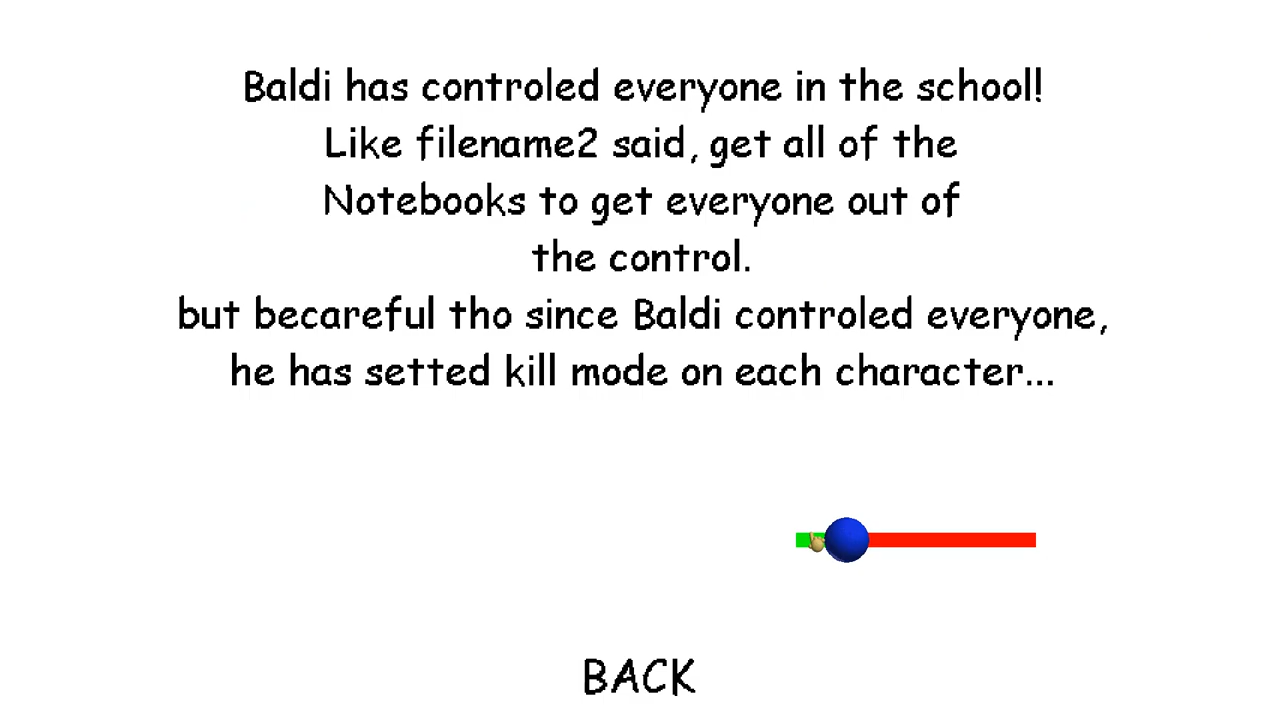 Baldi has controled everyone in the school!
Like filename2 said, get all of the
Notebooks to get everyone out of
the control.
but becareful tho since Baldi controled everyone,
he has setted kill mode on each character...
BACK